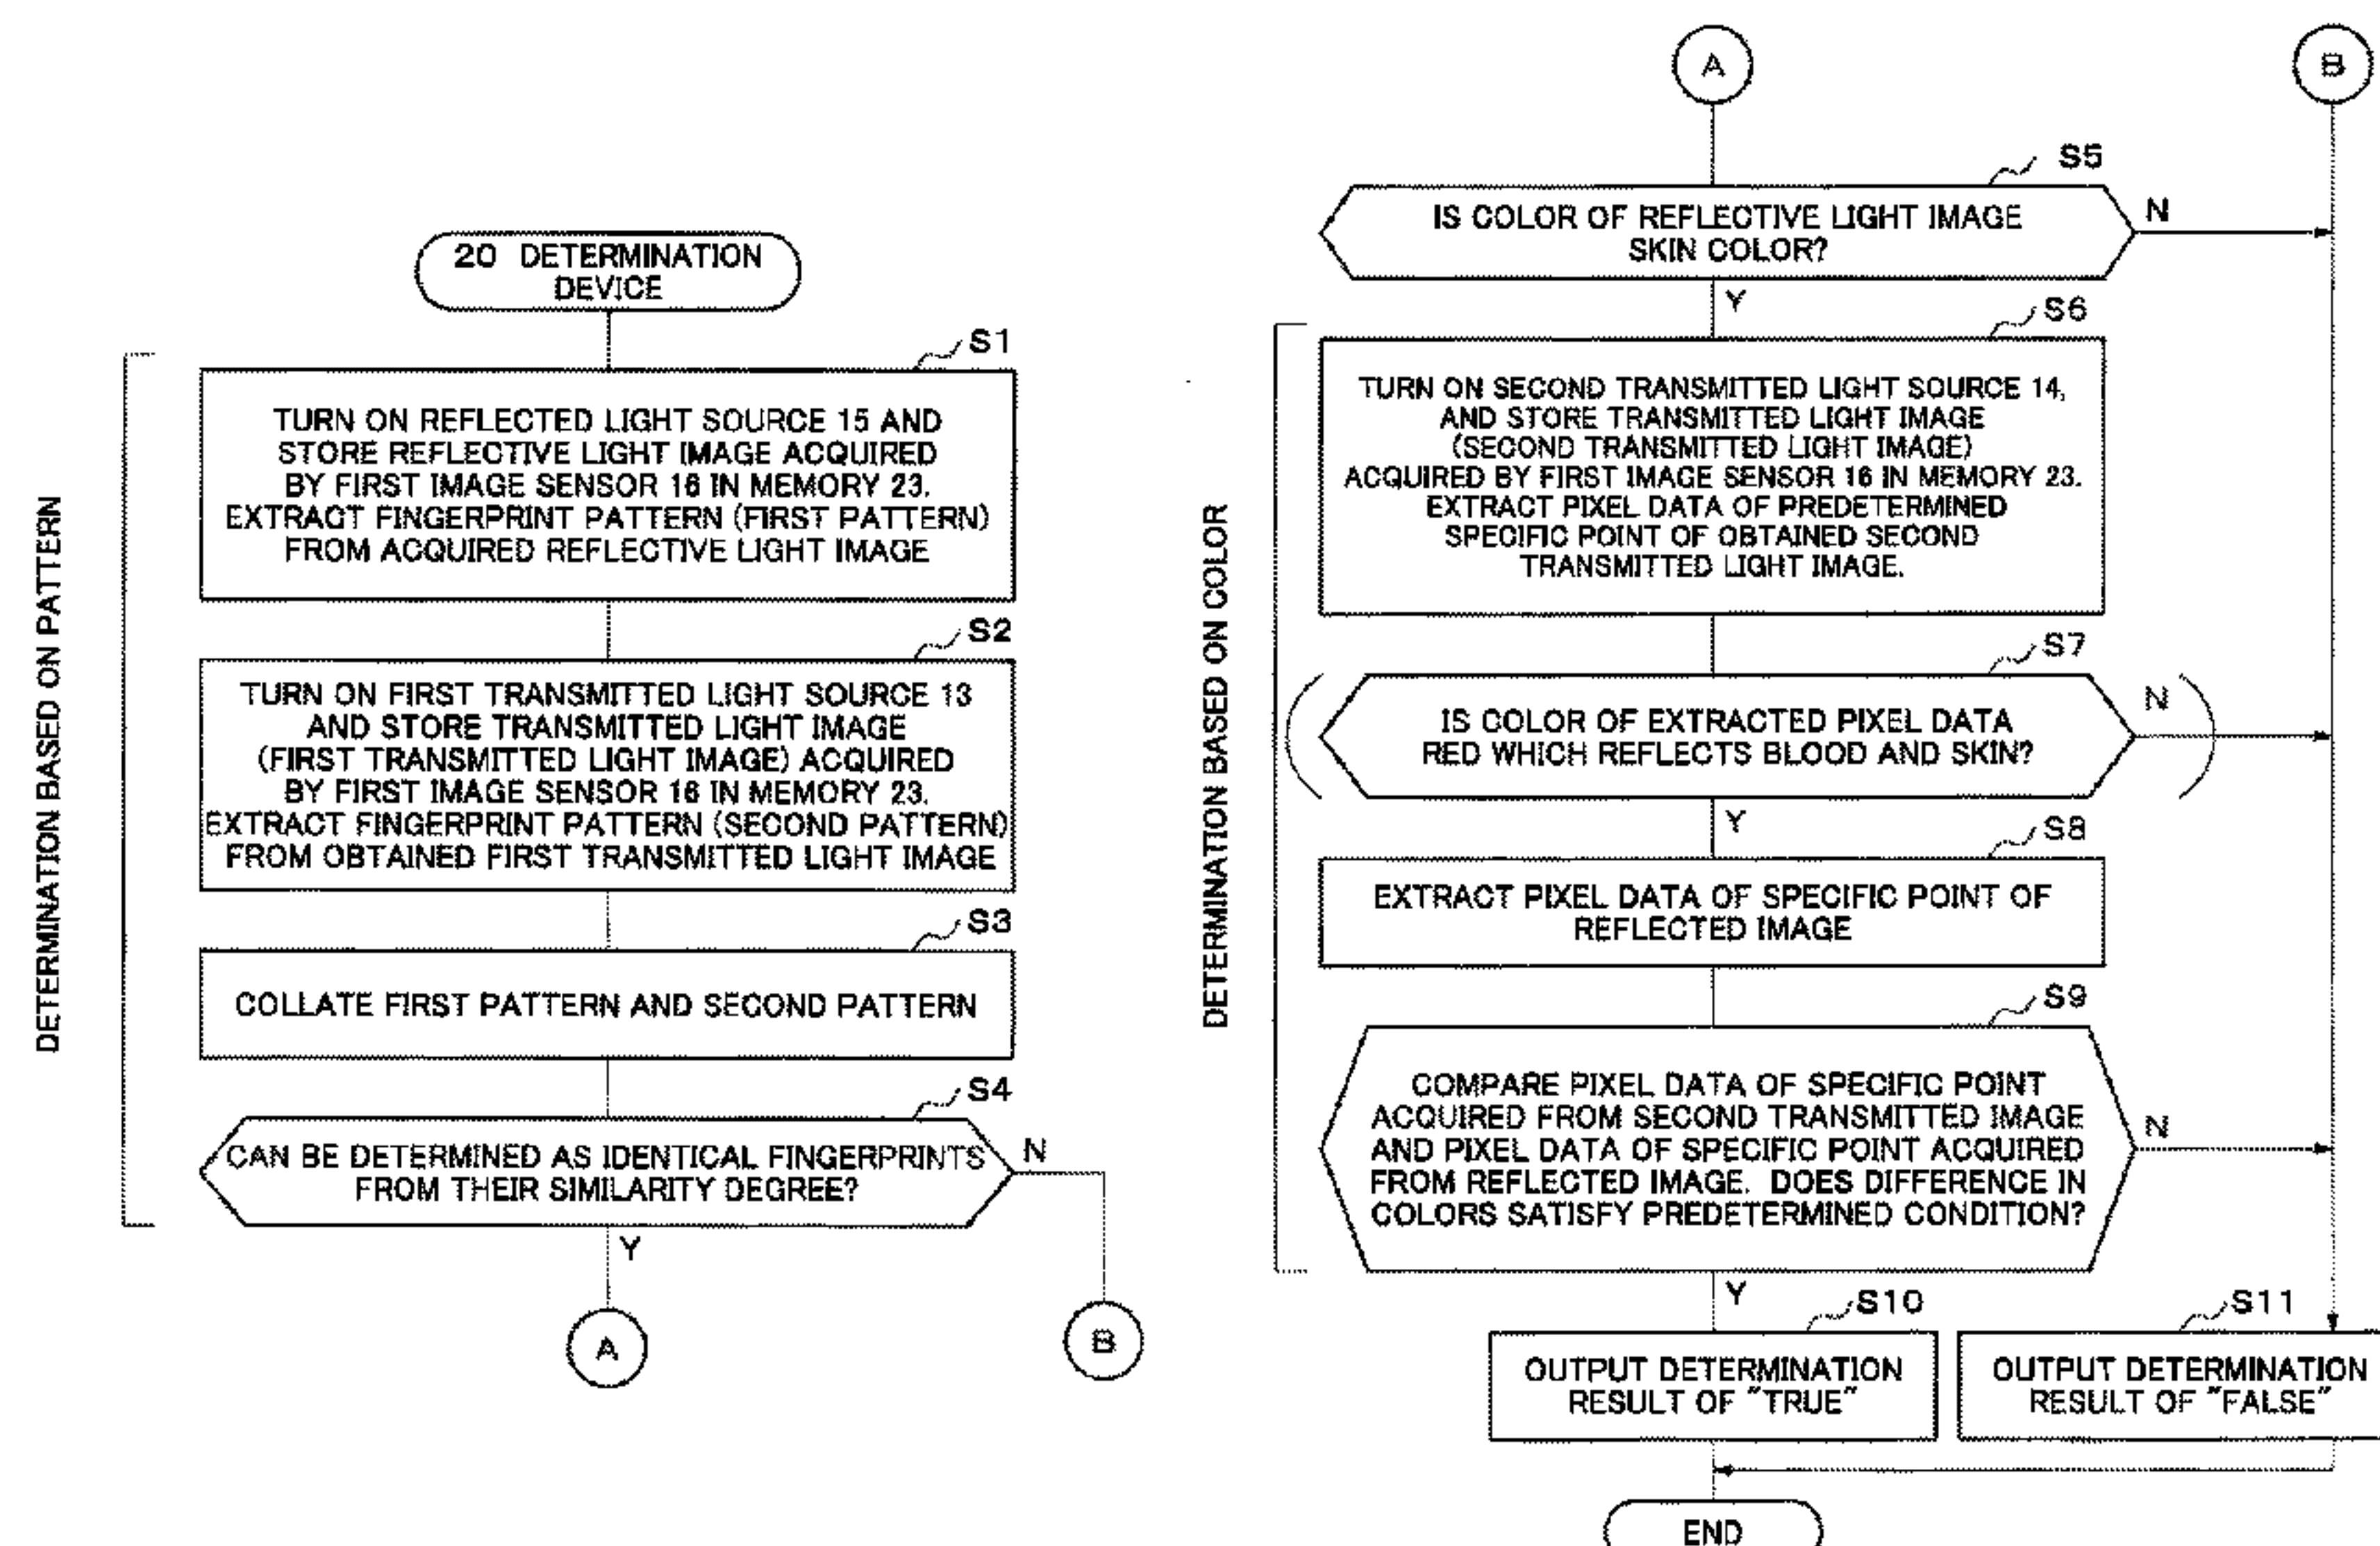 DETERMINATION BASED ON PATTERN
20 DETERMINATION
DEVICE
S1
TURN ON REFLECTED LIGHT SOURCE 15 AND
STORE REFLECTIVE LIGHT IMAGE ACQUIRED
BY FIRST IMAGE SENSOR 16 IN MEMORY 23.
EXTRACT FINGERPRINT PATTERN (FIRST PATTERN)
FROM ACQUIRED REFLECTIVE LIGHT IMAGE
S2
TURN ON FIRST TRANSMITTED LIGHT SOURCE 13
AND STORE TRANSMITTED LIGHT IMAGE
(FIRST TRANSMITTED LIGHT IMAGE) ACQUIRED
BY FIRST IMAGE SENSOR 16 IN MEMORY 23.
EXTRACT FINGERPRINT PATTERN (SECOND PATTERN)
FROM OBTAINED FIRST TRANSMITTED LIGHT IMAGE
S3
COLLATE FIRST PATTERN AND SECOND PATTERN
S4
CAN BE DETERMINED AS IDENTICAL FINGERPRINTS
FROM THEIR SIMILARITY DEGREE?
N
Y
A
B
A
B
S5
IS COLOR OF REFLECTIVE LIGHT IMAGE
SKIN COLOR?
N
Y
DETERMINATION BASED ON COLOR
S6
TURN ON SECOND TRANSMITTED LIGHT SOURCE 14,
AND STORE TRANSMITTED LIGHT IMAGE
(SECOND TRANSMITTED LIGHT IMAGE)
ACQUIRED BY FIRST IMAGE SENSOR 16 IN MEMORY 23.
EXTRACT PIXEL DATA OF PREDETERMINED
SPECIFIC POINT OF OBTAINED SECOND
TRANSMITTED LIGHT IMAGE.
S7
IS COLOR OF EXTRACTED PIXEL DATA
RED WHICH REFLECTS BLOOD AND SKIN?
N
Y
S8
EXTRACT PIXEL DATA OF SPECIFIC POINT OF
REFLECTED IMAGE
S9
COMPARE PIXEL DATA OF SPECIFIC POINT
ACQUIRED FROM SECOND TRANSMITTED IMAGE
AND PIXEL DATA OF SPECIFIC POINT ACQUIRED
FROM REFLECTED IMAGE. DOES DIFFERENCE IN
COLORS SATISFY PREDETERMINED CONDITION?
N
Y
S10
OUTPUT DETERMINATION
RESULT OF "TRUE"
S11
OUTPUT DETERMINATION
RESULT OF "FALSE"
END